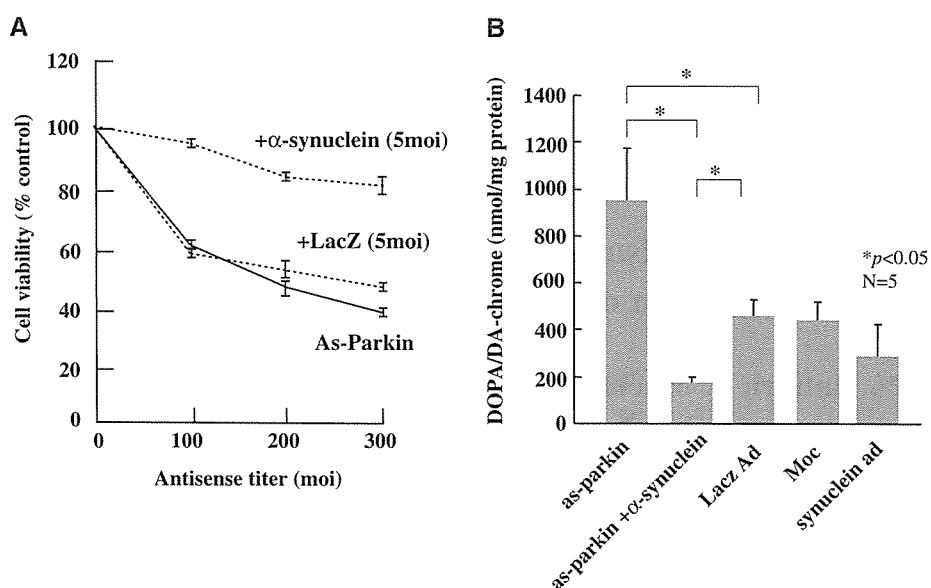 A
120
100
80
60
40
20
0
Cell viability (% control)
+α-synuclein (5moi)
+LacZ (5moi)
As-Parkin
0 100 200 300
Antisense titer (moi)
B
1400
1200
1000
800
600
400
200
0
DOPA/DA-chrome (nmol/mg protein)
*
*
*
*p<0.05
N=5
as-parkin
as-parkin +α-synuclein
Lacz Ad
Moc
synuclein ad